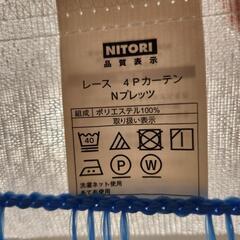 NITORI
品質表示
レース 4Pカーテン
Nプレッツ
組成 ポリエステル100%
取り扱い表示
40
P W
洗濯ネット使用
あて布使用